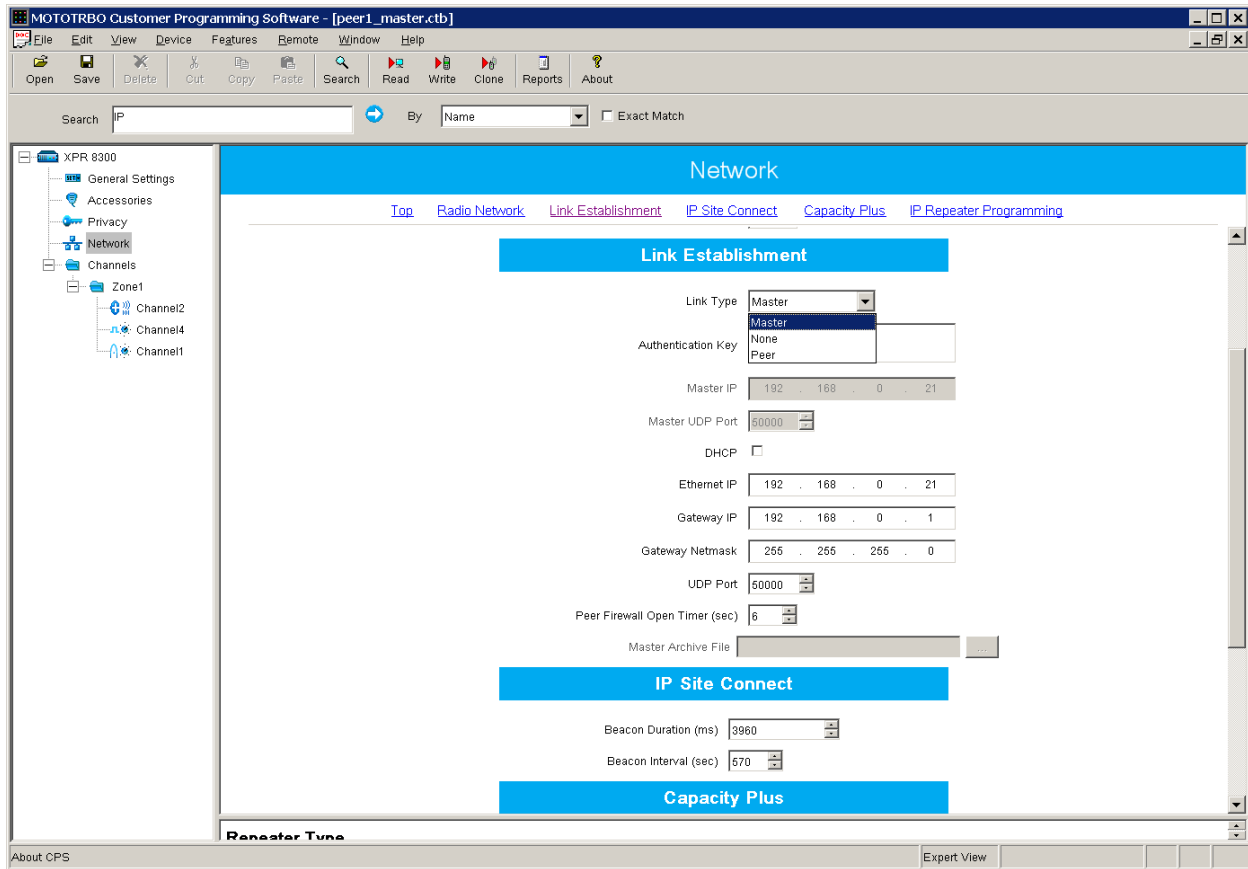 MOTOTRBO Customer Programming Software - [peer1_master.ctb]
File Edit View Device Features Remote Window Help
Open Save Delete Cut Copy Paste Search Read Write Clone Reports About
Search IP By Name Exact Match
XPR 8300
General Settings
Accessories
Privacy
Network
Channels
Zone1
Channel2
Channel4
Channel1
Network
Top Radio Network Link Establishment IP Site Connect Capacity Plus IP Repeater Programming
Link Establishment
Link Type Master
Master
None
Peer
Authentication Key
Master IP 192 . 168 . 0 . 21
Master UDP Port 50000
DHCP
Ethernet IP 192 . 168 . 0 . 21
Gateway IP 192 . 168 . 0 . 1
Gateway Netmask 255 . 255 . 255 . 0
UDP Port 50000
Peer Firewall Open Timer (sec) 6
Master Archive File ...
IP Site Connect
Beacon Duration (ms) 3960
Beacon Interval (sec) 570
Capacity Plus
Repeater Type
About CPS Expert View